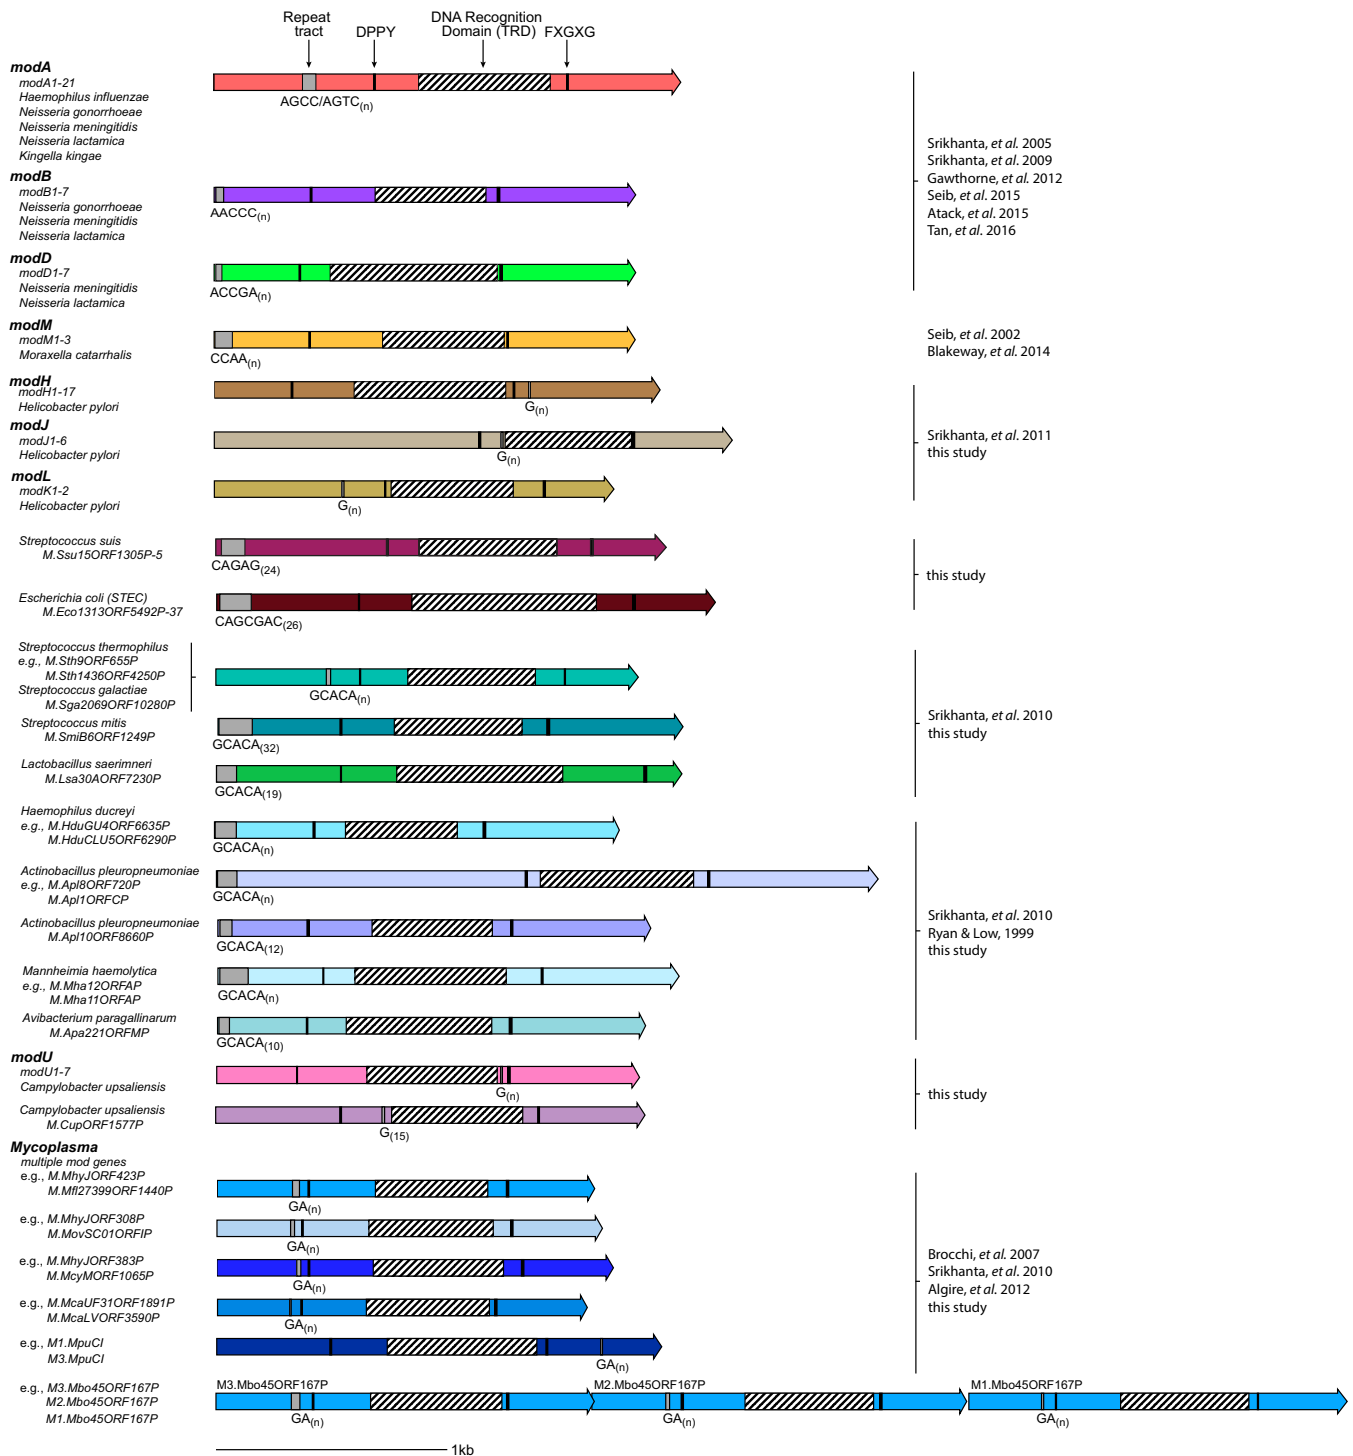 Repeat tract
DPPY
DNA Recognition Domain (TRD)
FXGXG
modA
modA1-21
Haemophilus influenzae
Neisseria gonorrhoeae
Neisseria meningitidis
Neisseria lactamica
Kingella kingae
AGCC/AGTC(n)
modB
modB1-7
Neisseria gonorrhoeae
Neisseria meningitidis
Neisseria lactamica
AACCC(n)
modD
modD1-7
Neisseria meningitidis
Neisseria lactamica
ACCGA(n)
Srikhanta, et al. 2005
Srikhanta, et al. 2009
Gawthorne, et al. 2012
Seib, et al. 2015
Atack, et al. 2015
Tan, et al. 2016
modM
modM1-3
Moraxella catarrhalis
CCAA(n)
Seib, et al. 2002
Blakeway, et al. 2014
modH
modH1-17
Helicobacter pylori
G(n)
modJ
modJ1-6
Helicobacter pylori
G(n)
modL
modK1-2
Helicobacter pylori
G(n)
Srikhanta, et al. 2011
this study
Streptococcus suis
M.Ssu15ORF1305P-5
CAGAG(24)
Escherichia coli (STEC)
M.Eco1313ORF5492P-37
CAGCGAC(26)
this study
Streptococcus thermophilus
e.g., M.Sth9ORF655P
M.Sth1436ORF4250P
Streptococcus galactiae
M.Sga2069ORF10280P
GCACA(n)
Streptococcus mitis
M.SmiB6ORF1249P
GCACA(32)
Lactobacillus saerimneri
M.Lsa30AORF7230P
GCACA(19)
Srikhanta, et al. 2010
this study
Haemophilus ducreyi
e.g., M.HduGU4ORF6635P
M.HduCLU5ORF6290P
GCACA(n)
Actinobacillus pleuropneumoniae
e.g., M.Apl8ORF720P
M.Apl1ORFCP
GCACA(n)
Actinobacillus pleuropneumoniae
M.Apl10ORF8660P
GCACA(12)
Mannheimia haemolytica
e.g., M.Mha12ORFAP
M.Mha11ORFAP
GCACA(n)
Avibacterium paragallinarum
M.Apa221ORFMP
GCACA(10)
Srikhanta, et al. 2010
Ryan & Low, 1999
this study
modU
modU1-7
Campylobacter upsaliensis
G(n)
Campylobacter upsaliensis
M.CupORF1577P
G(15)
this study
Mycoplasma
multiple mod genes
e.g., M.MhyJORF423P
M.Mfl27399ORF1440P
GA(n)
e.g., M.MhyJORF308P
M.MovSC01ORFIP
GA(n)
e.g., M.MhyJORF383P
M.McyMORF1065P
GA(n)
e.g., M.McaUF31ORF1891P
M.McaLVORF3590P
GA(n)
e.g., M1.MpuCI
M3.MpuCI
GA(n)
Brocchi, et al. 2007
Srikhanta, et al. 2010
Algire, et al. 2012
this study
e.g., M3.Mbo45ORF167P
M2.Mbo45ORF167P
M1.Mbo45ORF167P
M3.Mbo45ORF167P
M2.Mbo45ORF167P
M1.Mbo45ORF167P
GA(n)
GA(n)
GA(n)
1kb